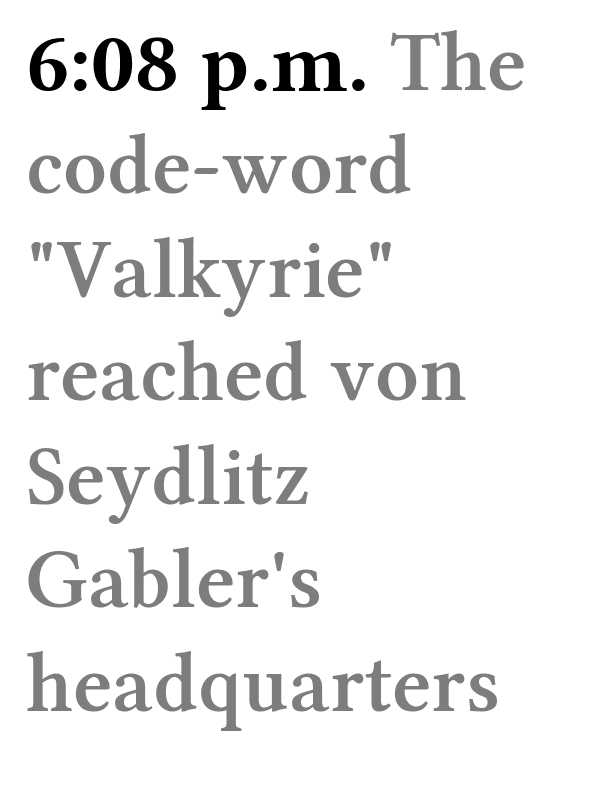 6:08 p.m. The
code-word
"Valkyrie"
reached von
Seydlitz
Gabler's
headquarters